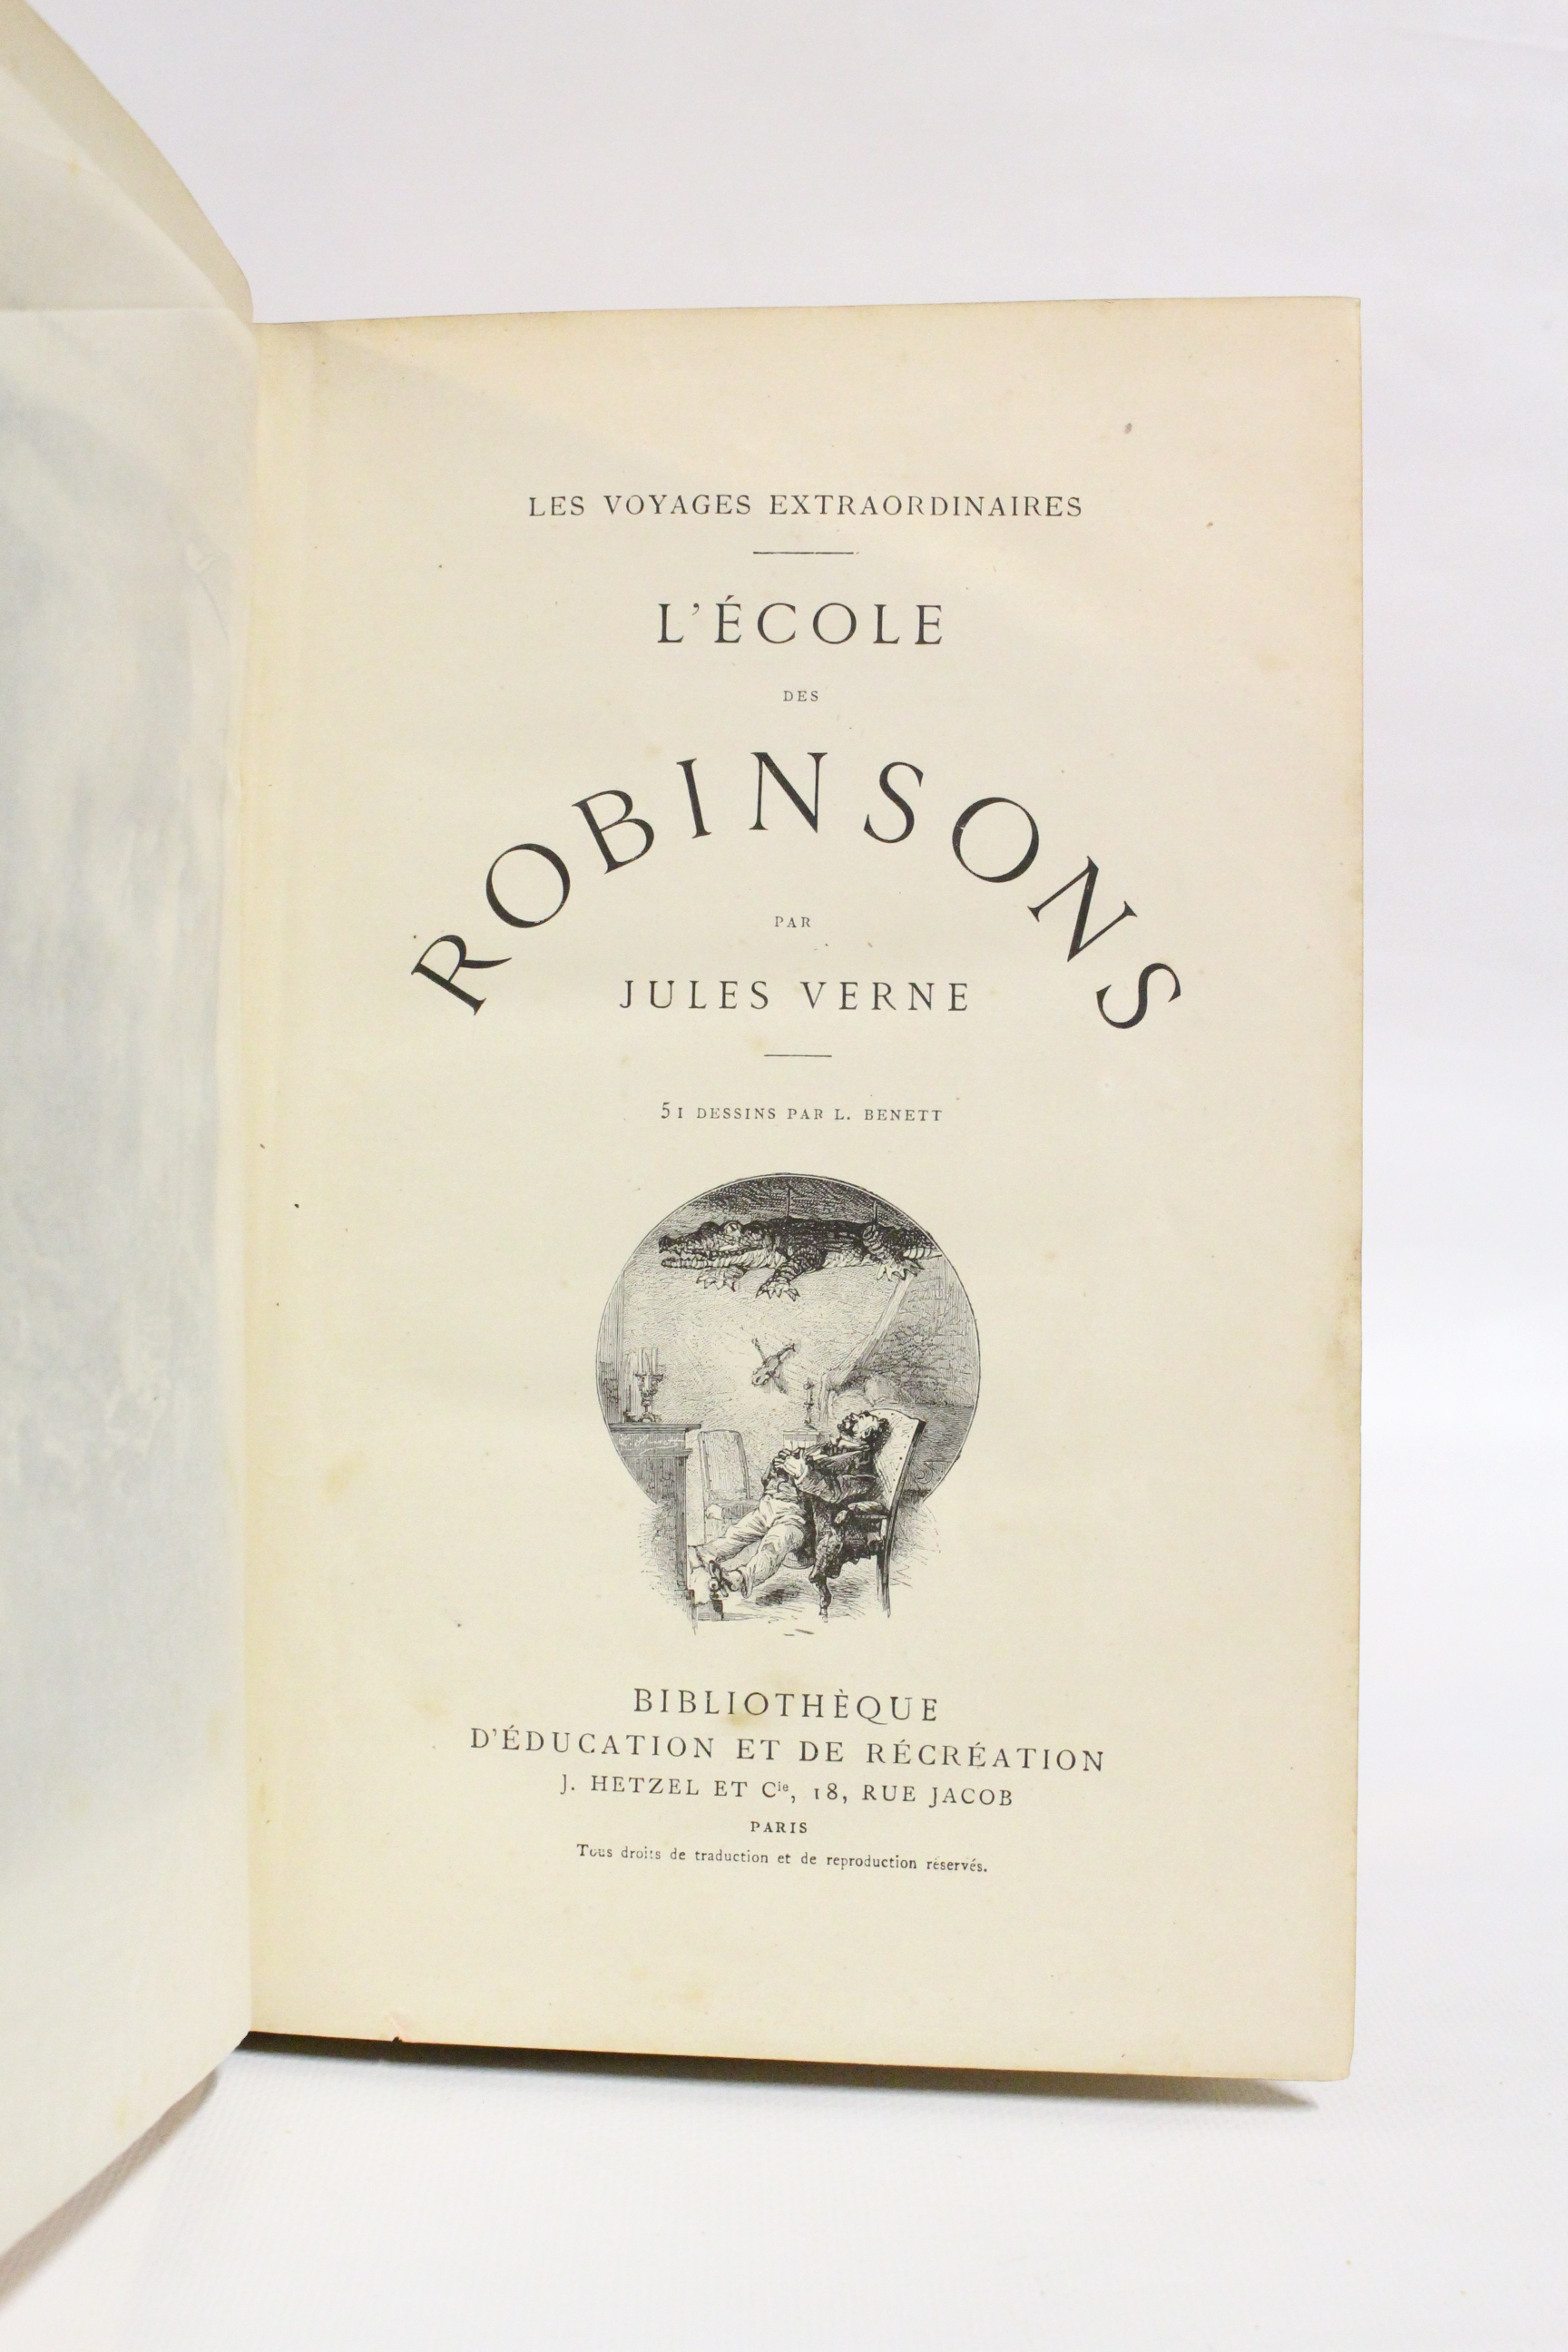 LES VOYAGES EXTRAORDINAIRES
L'ÉCOLE
DES
ROBINSONS
PAR
JULES VERNE
51 DESSINS PAR L. BENETT
BIBLIOTHÈQUE
D'ÉDUCATION ET DE RÉCRÉATION
J. HETZEL ET Cie, 18, RUE JACOB
PARIS
Tous droits de traduction et de reproduction réservés.